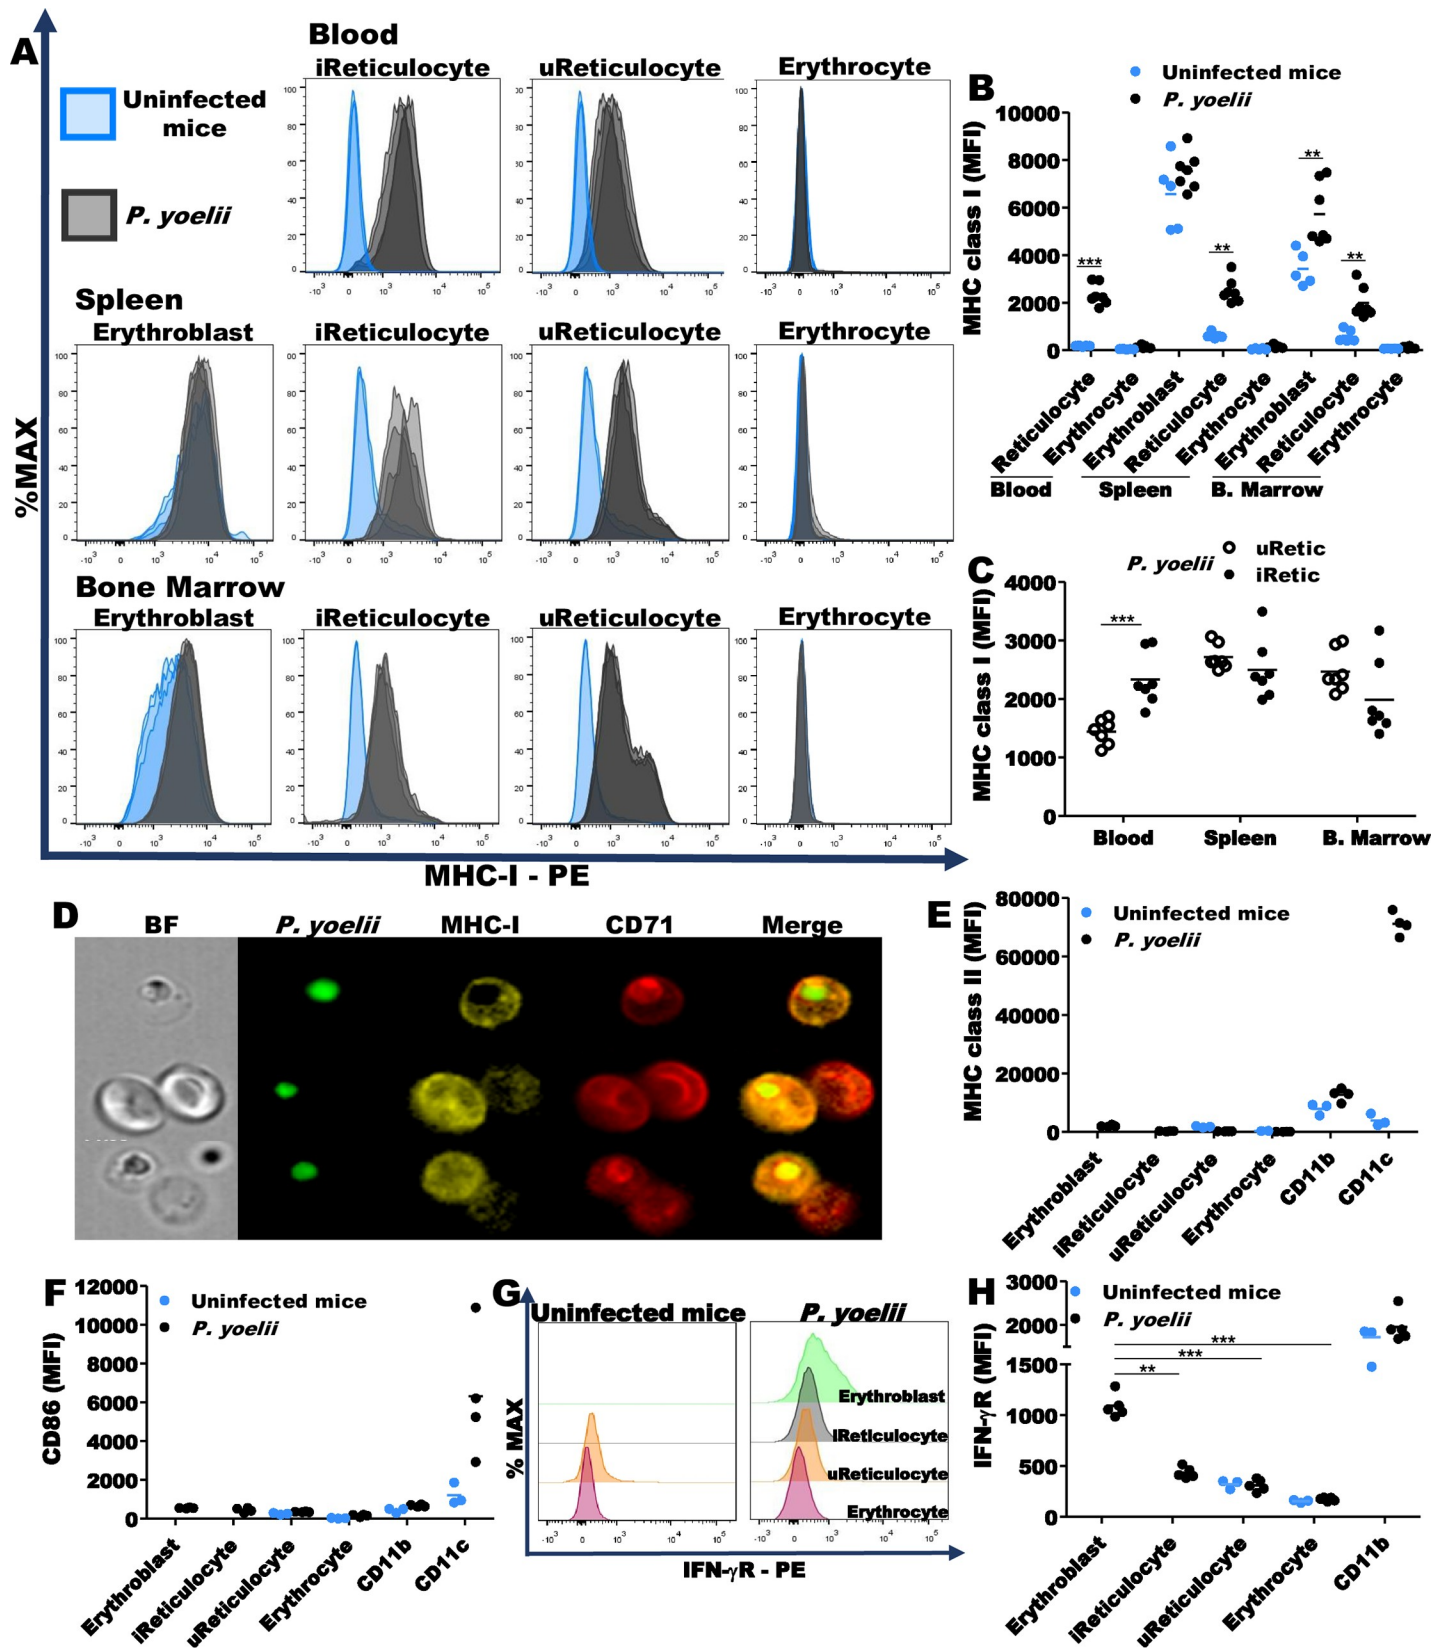 A
Blood
iReticulocyte
uReticulocyte
Erythrocyte
Uninfected mice
P. yoelii
Spleen
Erythroblast
iReticulocyte
uReticulocyte
Erythrocyte
Bone Marrow
Erythroblast
iReticulocyte
uReticulocyte
Erythrocyte
%MAX
MHC-I - PE
B
Uninfected mice
P. yoelii
MHC class I (MFI)
10000
8000
6000
4000
2000
0
***
**
**
**
Reticulocyte
Erythrocyte
Erythroblast
Reticulocyte
Erythrocyte
Erythroblast
Reticulocyte
Erythrocyte
Blood
Spleen
B. Marrow
C
P. yoelii
uRetic
iRetic
MHC class I (MFI)
4000
3000
2000
1000
0
***
Blood
Spleen
B. Marrow
D
BF
P. yoelii
MHC-I
CD71
Merge
E
Uninfected mice
P. yoelii
MHC class II (MFI)
80000
60000
40000
20000
0
Erythroblast
iReticulocyte
uReticulocyte
Erythrocyte
CD11b
CD11c
F
Uninfected mice
P. yoelii
CD86 (MFI)
12000
10000
8000
6000
4000
2000
0
Erythroblast
iReticulocyte
uReticulocyte
Erythrocyte
CD11b
CD11c
G
Uninfected mice
P. yoelii
% MAX
Erythroblast
iReticulocyte
uReticulocyte
Erythrocyte
IFN-γR - PE
H
Uninfected mice
P. yoelii
IFN-γR (MFI)
3000
2000
1500
1000
500
0
***
***
**
Erythroblast
iReticulocyte
uReticulocyte
Erythrocyte
CD11b